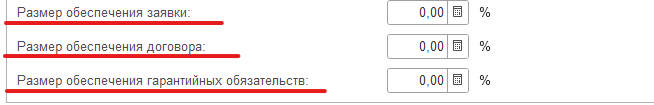 Размер обеспечения заявки: 0,00 %
Размер обеспечения договора: 0,00 %
Размер обеспечения гарантийных обязательств: 0,00 %